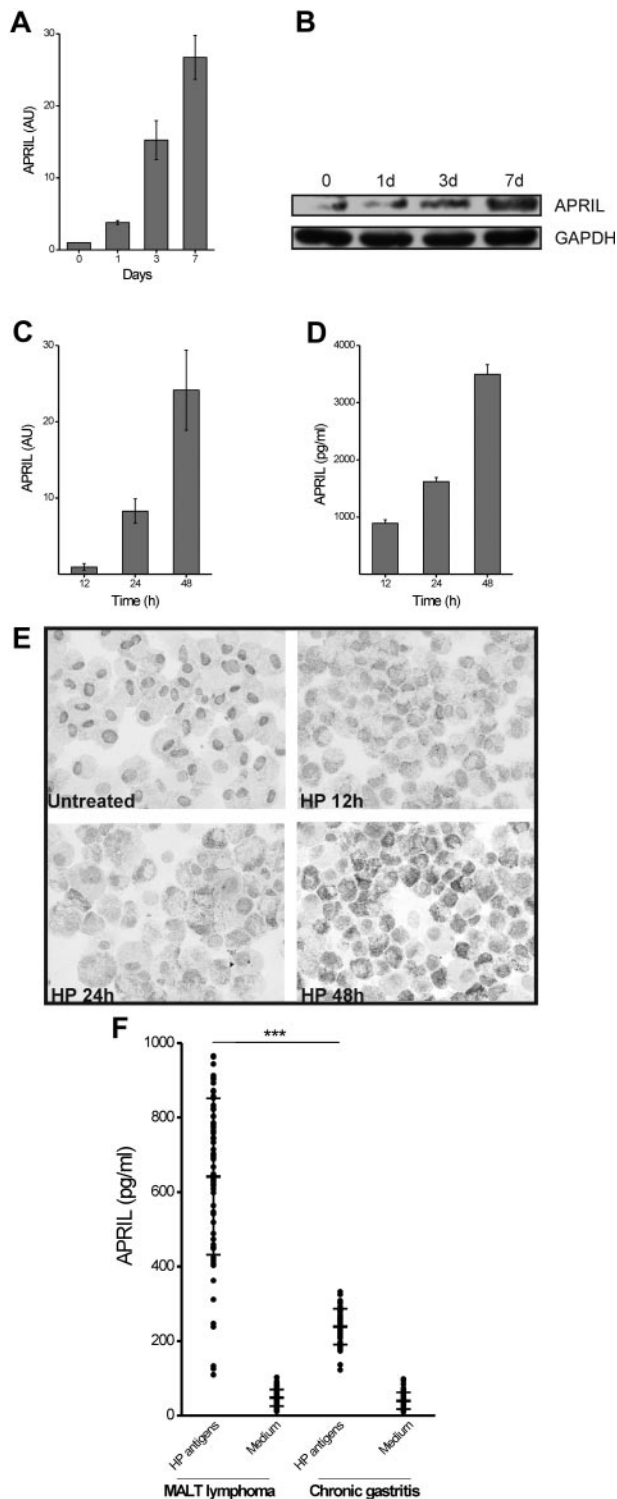 A
B
30
20
10
0
APRIL (AU)
0 1 3 7
Days
0 1d 3d 7d
APRIL
GAPDH
C
D
30
20
10
APRIL (AU)
12 24 48
Time (h)
4000
3000
2000
1000
APRIL (pg/ml)
12 24 48
Time (h)
E
Untreated
HP 12h
HP 24h
HP 48h
F
***
1000
800
600
400
200
0
APRIL (pg/ml)
HP antigens
Medium
HP antigens
Medium
MALT lymphoma
Chronic gastritis